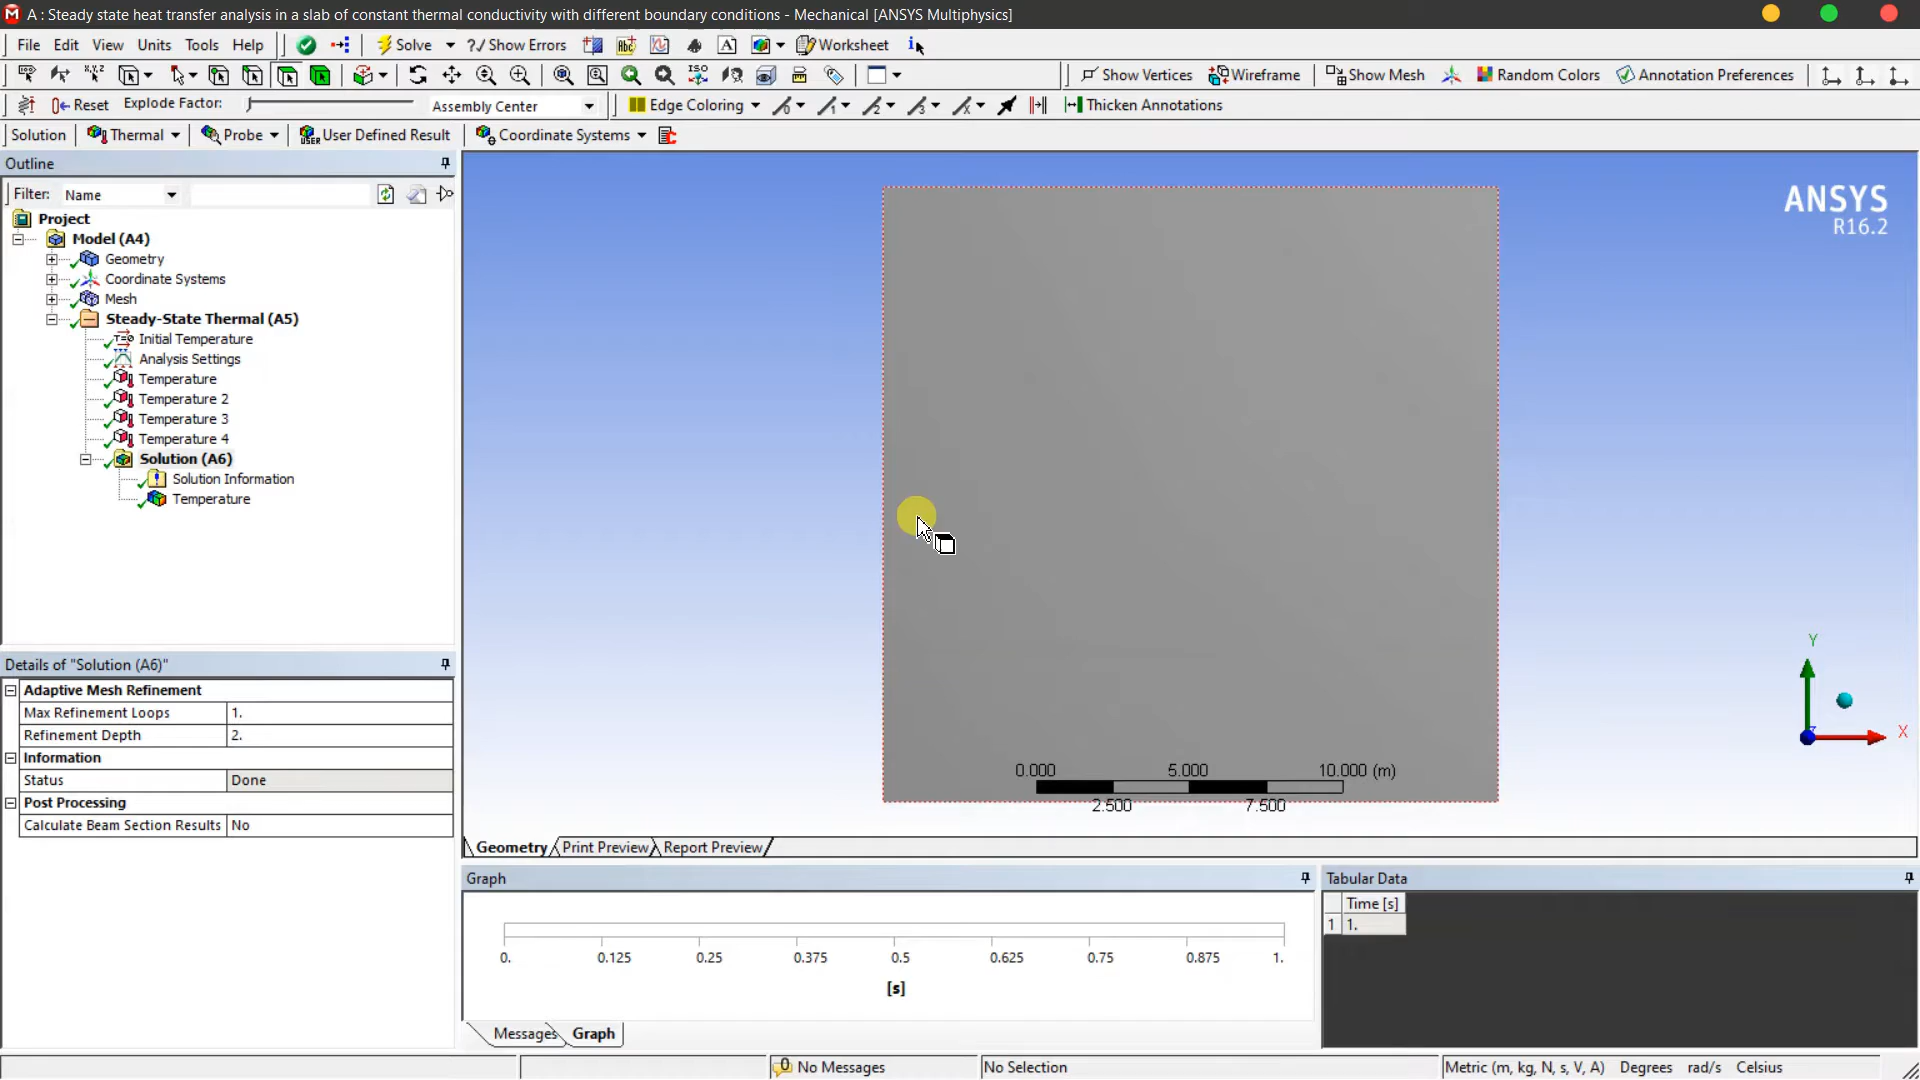 A : Steady state heat transfer analysis in a slab of constant thermal conductivity with different boundary conditions - Mechanical [ANSYS Multiphysics]
File Edit View Units Tools Help Solve ?/ Show Errors Worksheet
Show Vertices Wireframe Show Mesh Random Colors Annotation Preferences
Reset Explode Factor: Assembly Center Edge Coloring Thicken Annotations
Solution Thermal Probe User Defined Result Coordinate Systems
Outline
Filter: Name
Project
Model (A4)
Geometry
Coordinate Systems
Mesh
Steady-State Thermal (A5)
Initial Temperature
Analysis Settings
Temperature
Temperature 2
Temperature 3
Temperature 4
Solution (A6)
Solution Information
Temperature
Details of "Solution (A6)"
Adaptive Mesh Refinement
Max Refinement Loops 1.
Refinement Depth 2.
Information
Status Done
Post Processing
Calculate Beam Section Results No
ANSYS
R16.2
Y
X
0.000 5.000 10.000 (m)
2.500 7.500
Geometry Print Preview Report Preview
Graph
0. 0.125 0.25 0.375 0.5 0.625 0.75 0.875 1.
[s]
Messages Graph
Tabular Data
Time [s]
1 1.
No Messages No Selection Metric (m, kg, N, s, V, A) Degrees rad/s Celsius